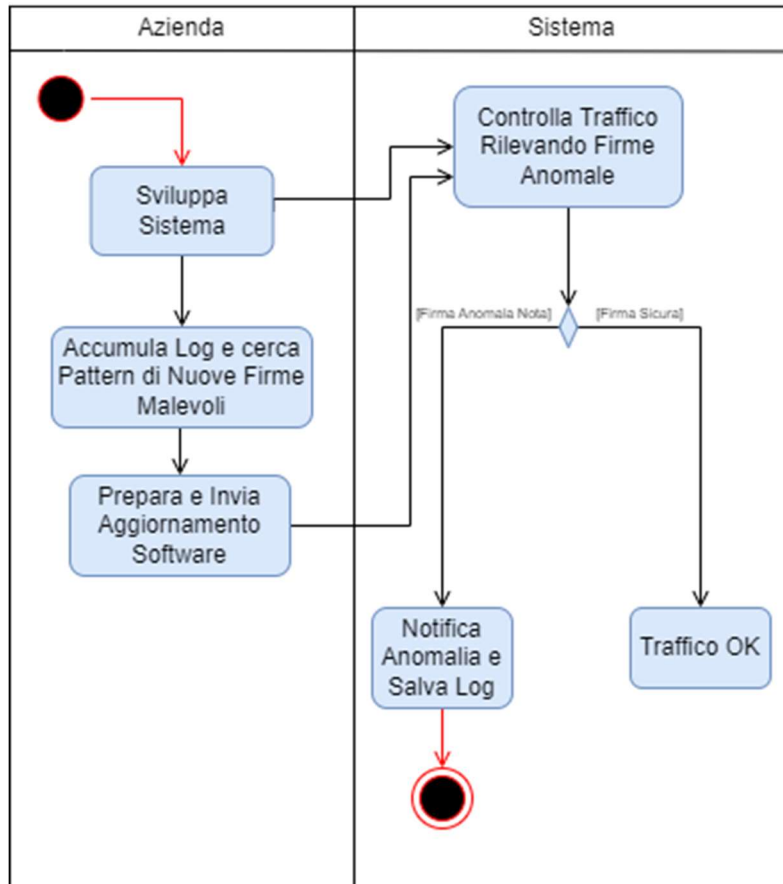 Azienda
Sistema
Sviluppa
Sistema
Accumula Log e cerca
Pattern di Nuove Firme
Malevoli
Prepara e Invia
Aggiornamento
Software
Controlla Traffico
Rilevando Firme
Anomale
[Firma Anomala Nota]
[Firma Sicura]
Notifica
Anomalia e
Salva Log
Traffico OK